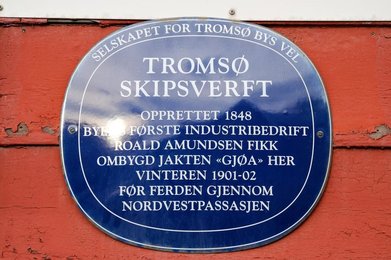 SELSKAPET FOR TROMSØ BYS VEL
TROMSØ
SKIPSVERFT
OPPRETTET 1848
BYENS FØRSTE INDUSTRIBEDRIFT
ROALD AMUNDSEN FIKK
OMBYGD JAKTEN «GJØA» HER
VINTEREN 1901-02
FØR FERDEN GJENNOM
NORDVESTPASSASJEN